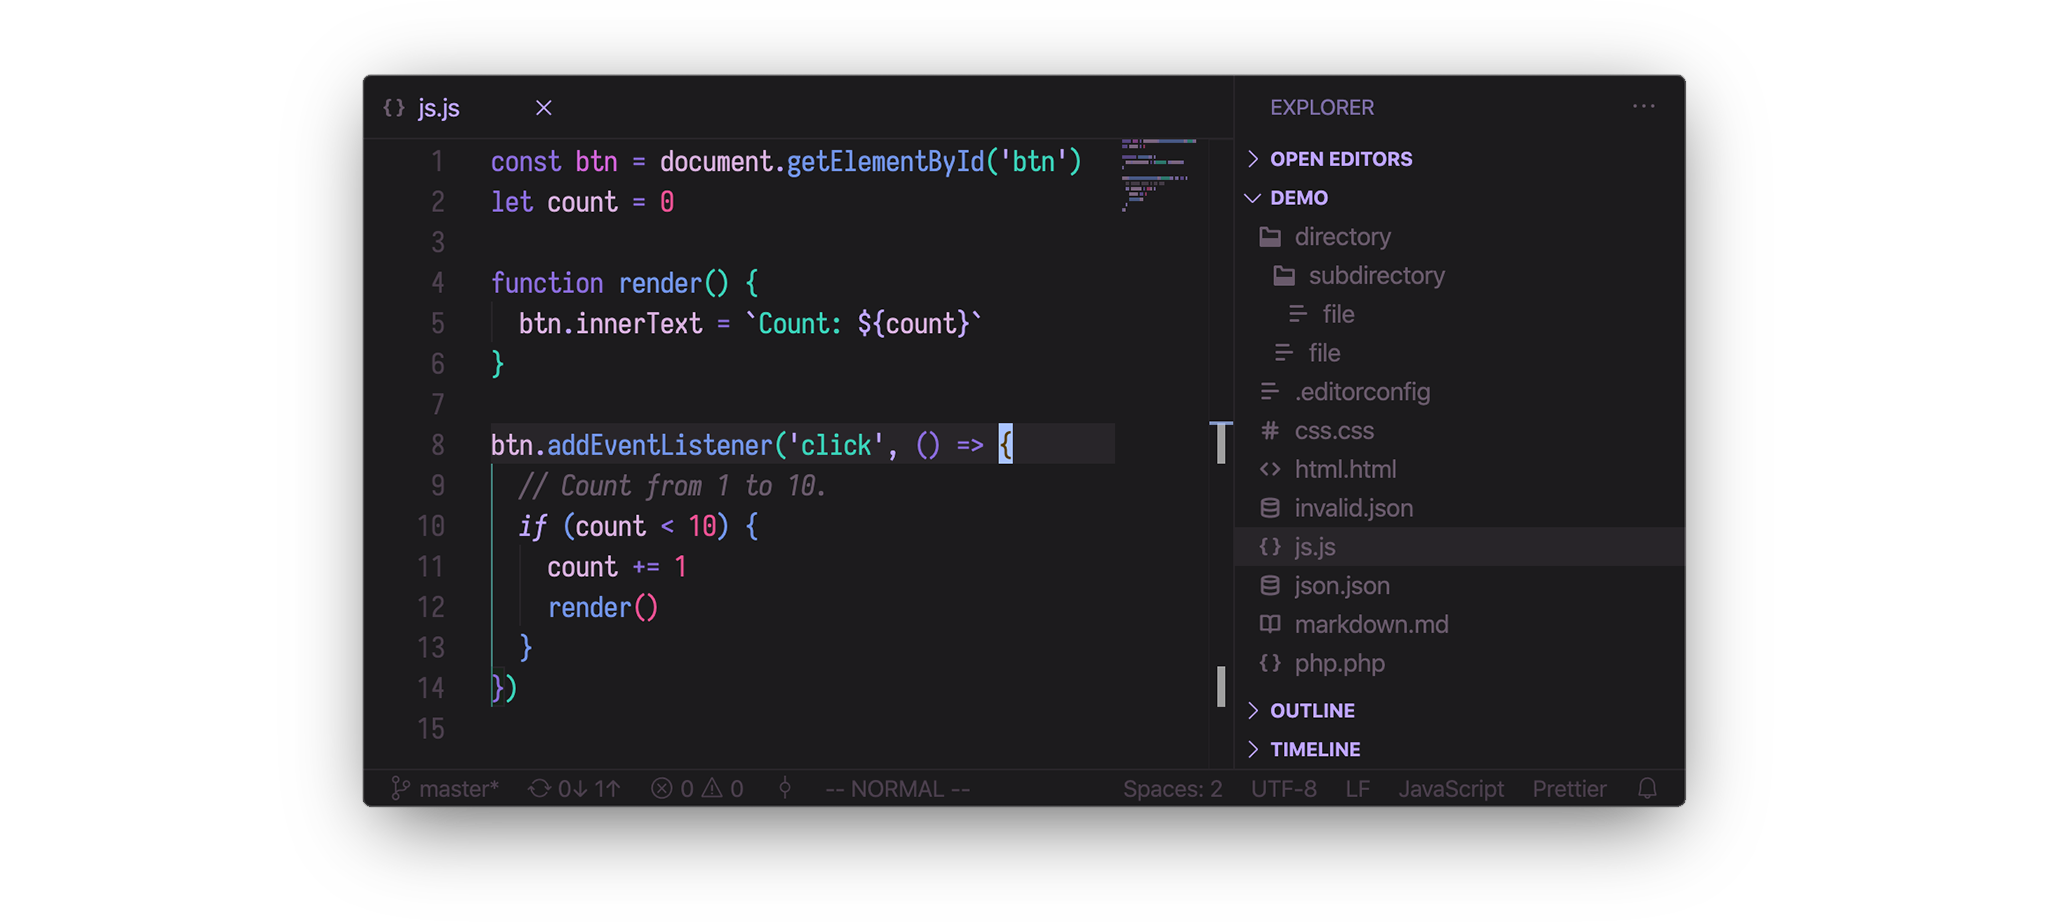 {} js.js ×
1 const btn = document.getElementById('btn')
2 let count = 0
3
4 function render() {
5   btn.innerText = `Count: ${count}`
6 }
7
8 btn.addEventListener('click', () => {
9   // Count from 1 to 10.
10   if (count < 10) {
11     count += 1
12     render()
13   }
14 })
15
EXPLORER ···
OPEN EDITORS
DEMO
directory
subdirectory
file
file
.editorconfig
# css.css
<> html.html
invalid.json
{} js.js
json.json
markdown.md
{} php.php
OUTLINE
TIMELINE
master* 0↓ 1↑ 0 0 -- NORMAL -- Spaces: 2 UTF-8 LF JavaScript Prettier